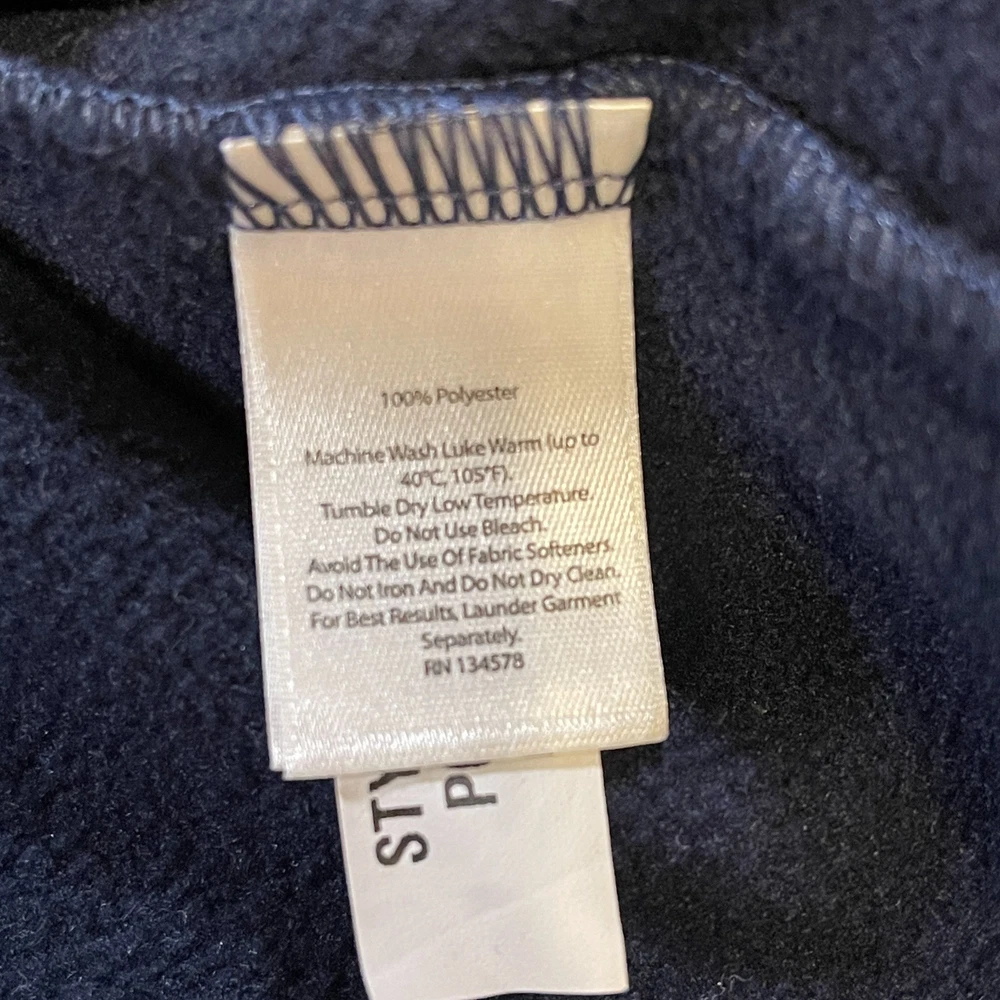 100% Polyester
Machine Wash Luke Warm (up to
40°C, 105°F).
Tumble Dry Low Temperature.
Do Not Use Bleach.
Avoid The Use Of Fabric Softeners.
Do Not Iron And Do Not Dry Clean.
For Best Results, Launder Garment
Separately.
RN 134578
STY